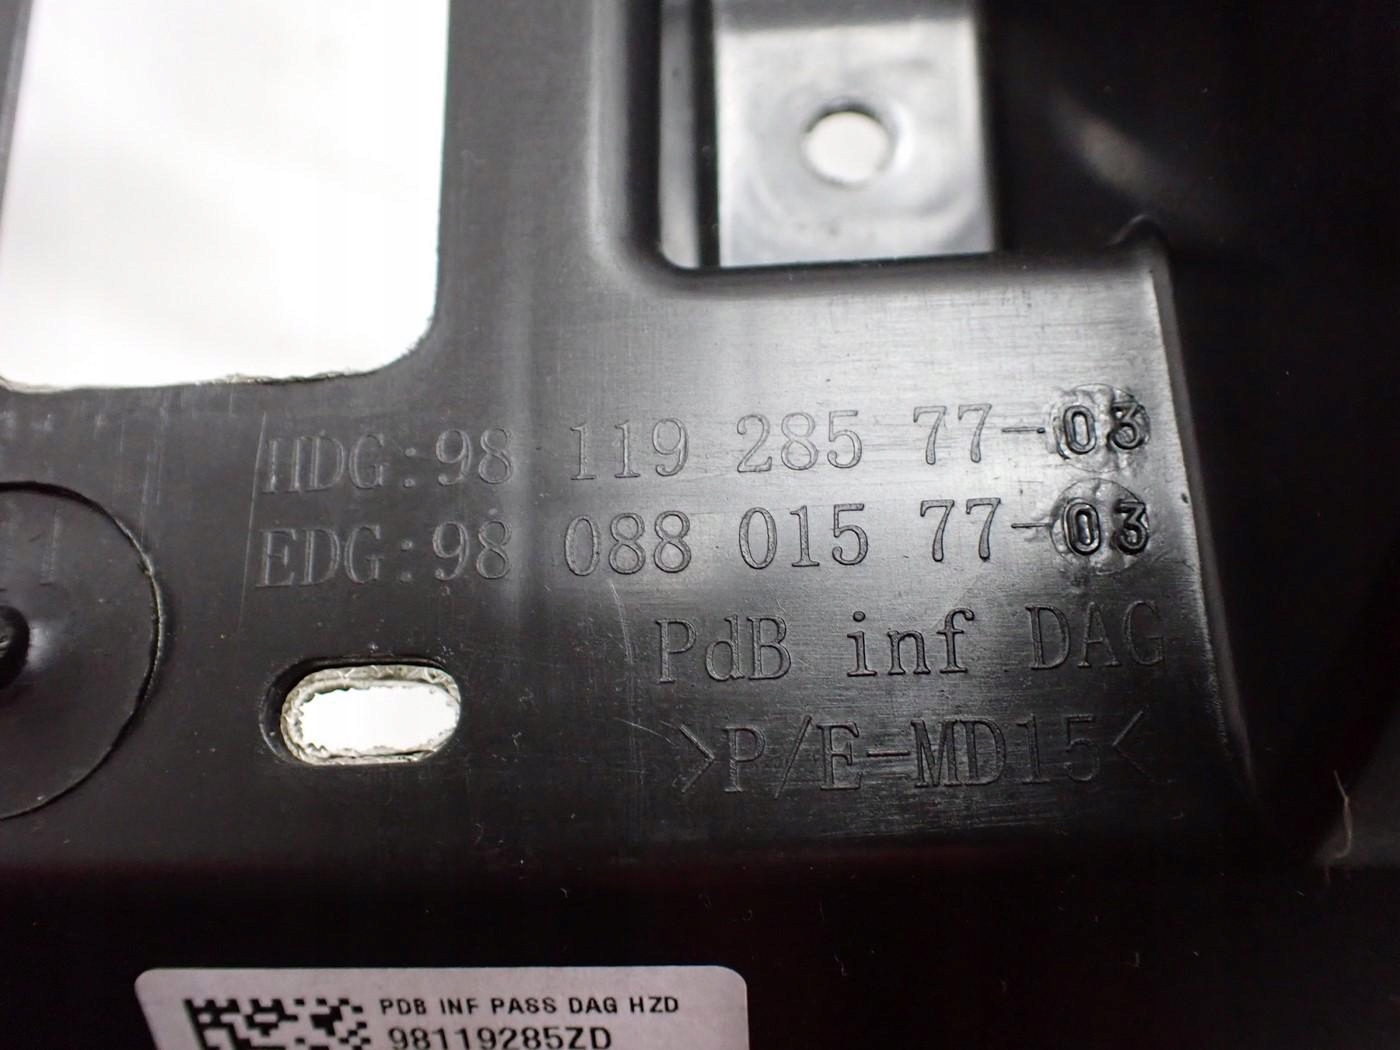 HDG:98 119 285 77-03
EDG:98 088 015 77-03
PdB inf DAG
>P/E-MD15<
PDB INF PASS DAG HZD
98119285ZD